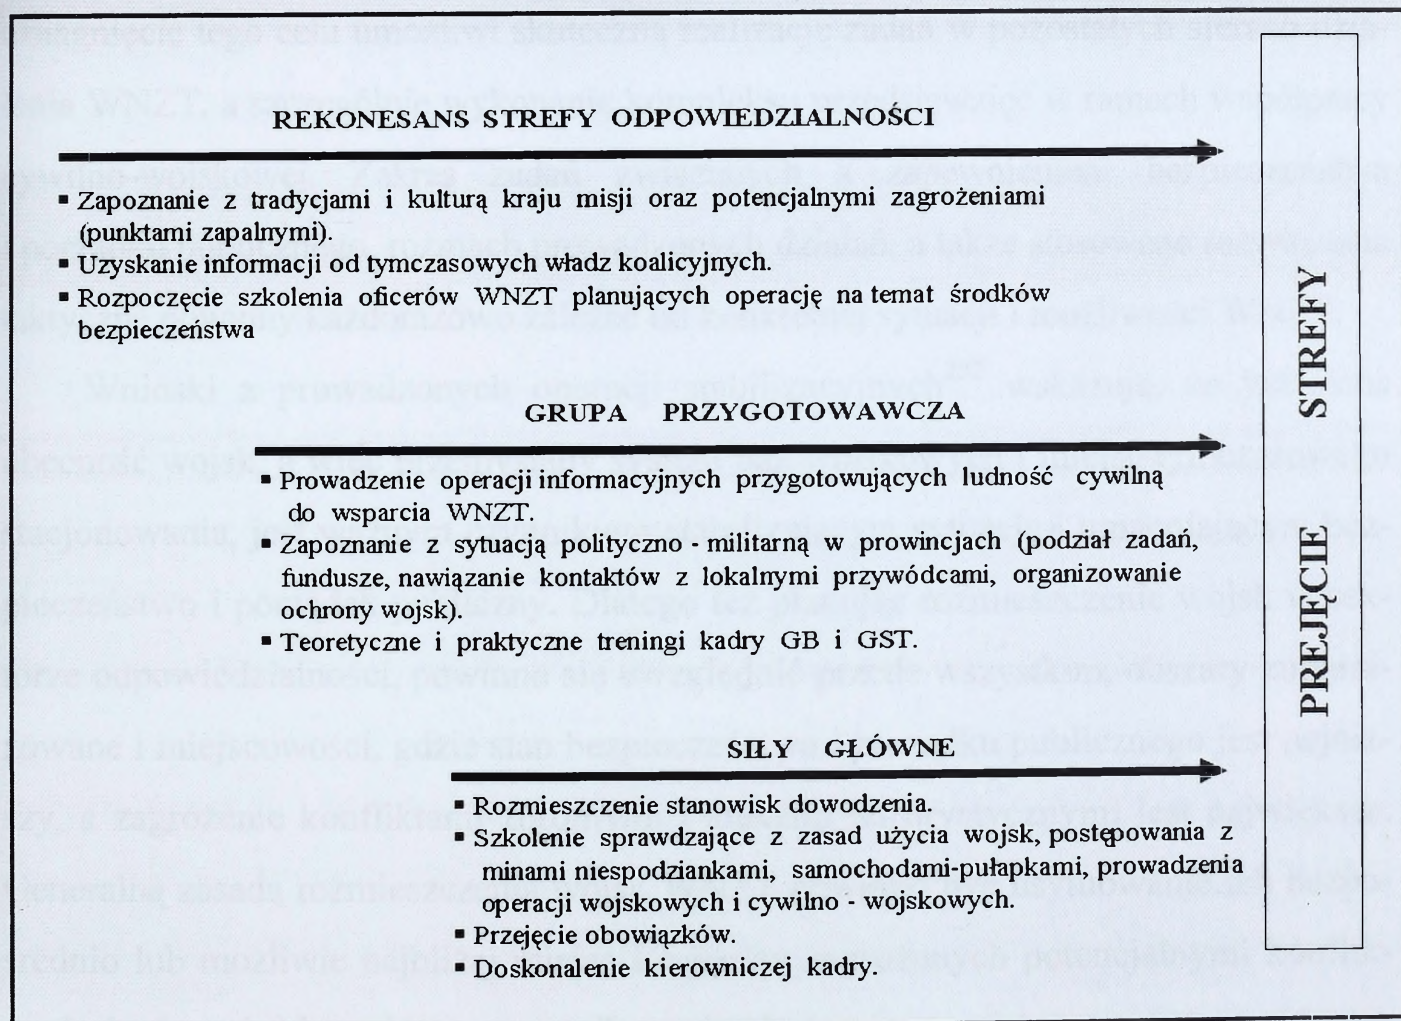 REKONESANS STREFY ODPOWIEDZIALNOŚCI
▪ Zapoznanie z tradycjami i kulturą kraju misji oraz potencjalnymi zagrożeniami
(punktami zapalnymi).
▪ Uzyskanie informacji od tymczasowych władz koalicyjnych.
▪ Rozpoczęcie szkolenia oficerów WNZT planujących operację na temat środków
bezpieczeństwa
GRUPA PRZYGOTOWAWCZA
▪ Prowadzenie operacji informacyjnych przygotowujących ludność cywilną
do wsparcia WNZT.
▪ Zapoznanie z sytuacją polityczno - militarną w prowincjach (podział zadań,
fundusze, nawiązanie kontaktów z lokalnymi przywódcami, organizowanie
ochrony wojsk).
▪ Teoretyczne i praktyczne treningi kadry GB i GST.
SIŁY GŁÓWNE
▪ Rozmieszczenie stanowisk dowodzenia.
▪ Szkolenie sprawdzające z zasad użycia wojsk, postępowania z
minami niespodziankami, samochodami-pułapkami, prowadzenia
operacji wojskowych i cywilno - wojskowych.
▪ Przejęcie obowiązków.
▪ Doskonalenie kierowniczej kadry.
PREJĘCIE STREFY